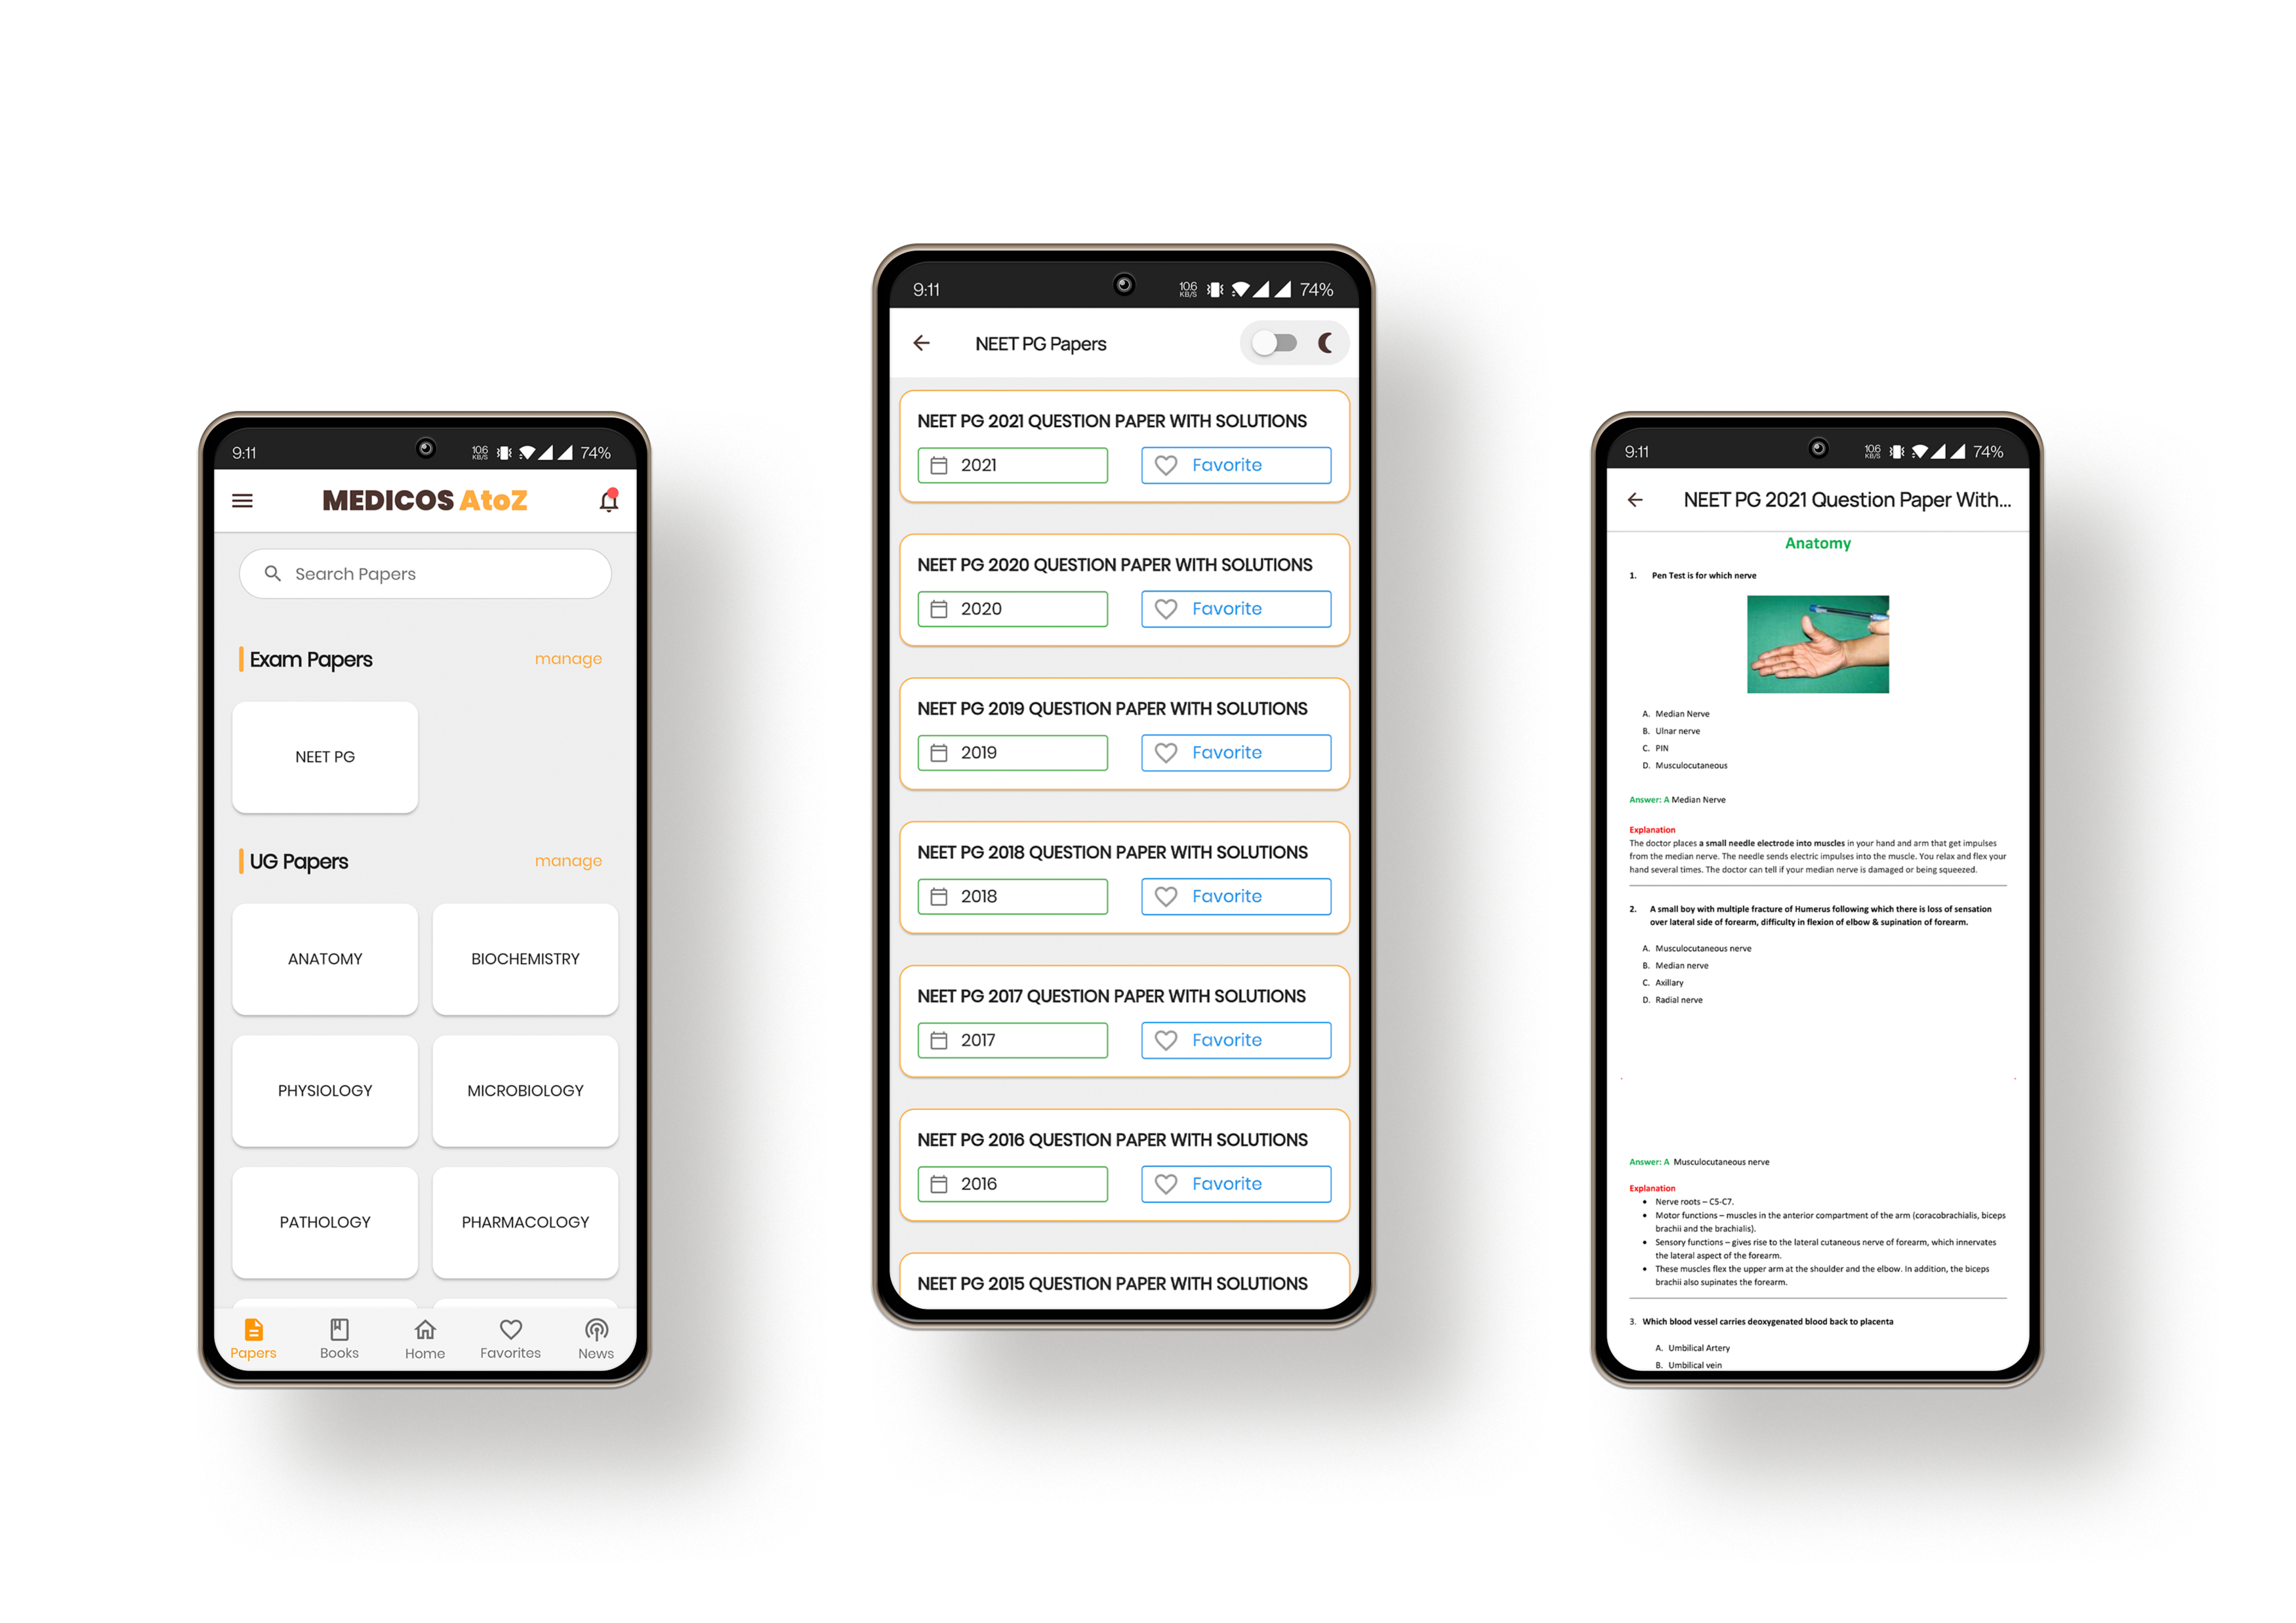 9:11
106
KB/S
74%
MEDICOS AtoZ
Search Papers
Exam Papers
manage
NEET PG
UG Papers
manage
ANATOMY
BIOCHEMISTRY
PHYSIOLOGY
MICROBIOLOGY
PATHOLOGY
PHARMACOLOGY
Papers
Books
Home
Favorites
News
9:11
106
KB/S
74%
NEET PG Papers
NEET PG 2021 QUESTION PAPER WITH SOLUTIONS
2021
Favorite
NEET PG 2020 QUESTION PAPER WITH SOLUTIONS
2020
Favorite
NEET PG 2019 QUESTION PAPER WITH SOLUTIONS
2019
Favorite
NEET PG 2018 QUESTION PAPER WITH SOLUTIONS
2018
Favorite
NEET PG 2017 QUESTION PAPER WITH SOLUTIONS
2017
Favorite
NEET PG 2016 QUESTION PAPER WITH SOLUTIONS
2016
Favorite
NEET PG 2015 QUESTION PAPER WITH SOLUTIONS
9:11
106
KB/S
74%
NEET PG 2021 Question Paper With...
Anatomy
1. Pen Test is for which nerve
A. Median Nerve
B. Ulnar nerve
C. PIN
D. Musculocutaneous
Answer: A Median Nerve
Explanation
The doctor places a small needle electrode into muscles in your hand and arm that get impulses
from the median nerve. The needle sends electric impulses into the muscle. You relax and flex your
hand several times. The doctor can tell if your median nerve is damaged or being squeezed.
2. A small boy with multiple fracture of Humerus following which there is loss of sensation
over lateral side of forearm, difficulty in flexion of elbow & supination of forearm.
A. Musculocutaneous nerve
B. Median nerve
C. Axillary
D. Radial nerve
Answer: A Musculocutaneous nerve
Explanation
• Nerve roots – C5-C7.
• Motor functions – muscles in the anterior compartment of the arm (coracobrachialis, biceps
brachii and the brachialis).
• Sensory functions – gives rise to the lateral cutaneous nerve of forearm, which innervates
the lateral aspect of the forearm.
• These muscles flex the upper arm at the shoulder and the elbow. In addition, the biceps
brachii also supinates the forearm.
3. Which blood vessel carries deoxygenated blood back to placenta
A. Umbilical Artery
B. Umbilical vein